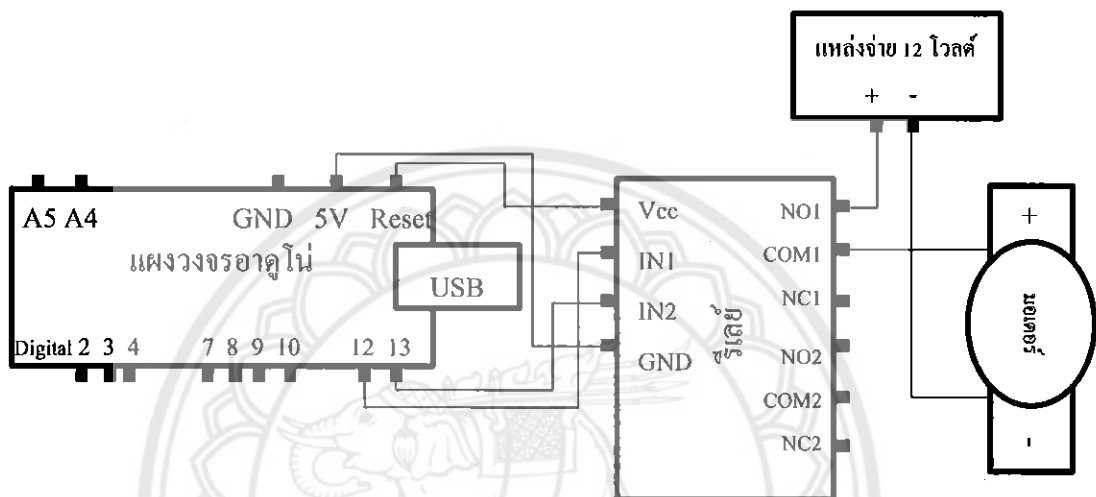 แหล่งจ่าย 12 โวลต์
+ -
A5 A4 GND 5V Reset
แผงวงจรอาดูโน่
USB
Digital 2 3 4 7 8 9 10 12 13
Vcc
IN1
IN2
GND
รีเลย์
NO1
COM1
NC1
NO2
COM2
NC2
+
มอเตอร์
-